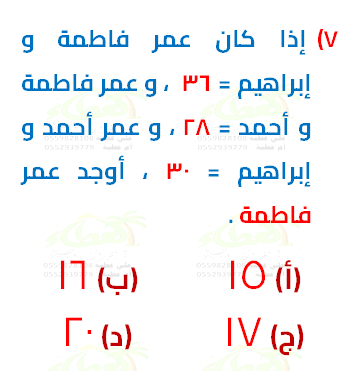 ٧) إذا كان عمر فاطمة و
إبراهيم = ٣٦ ، و عمر فاطمة
و أحمد = ٢٨ ، و عمر أحمد و
إبراهيم = ٣٠ ، أوجد عمر
فاطمة .
(أ) ١٥ (ب) ١٦
(ج) ١٧ (د) ٢٠